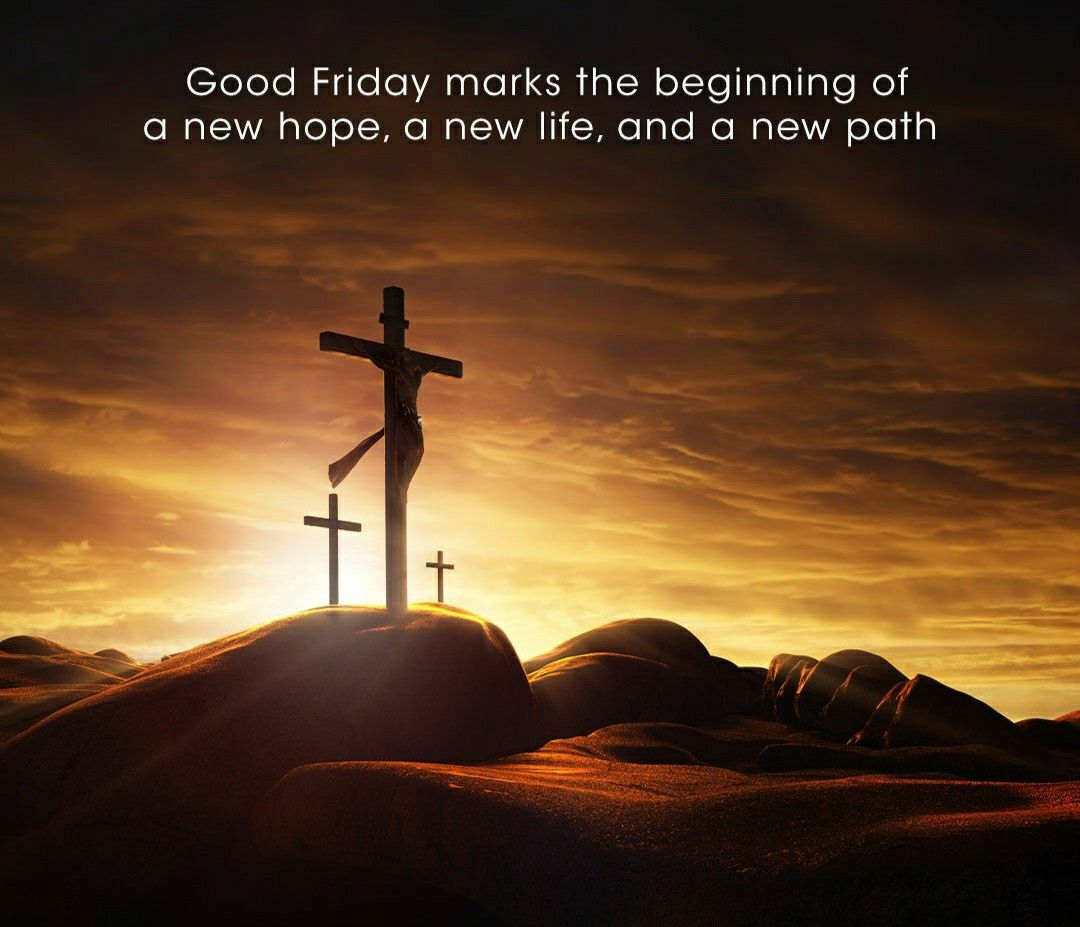 Good Friday marks the beginning of
a new hope, a new life, and a new path